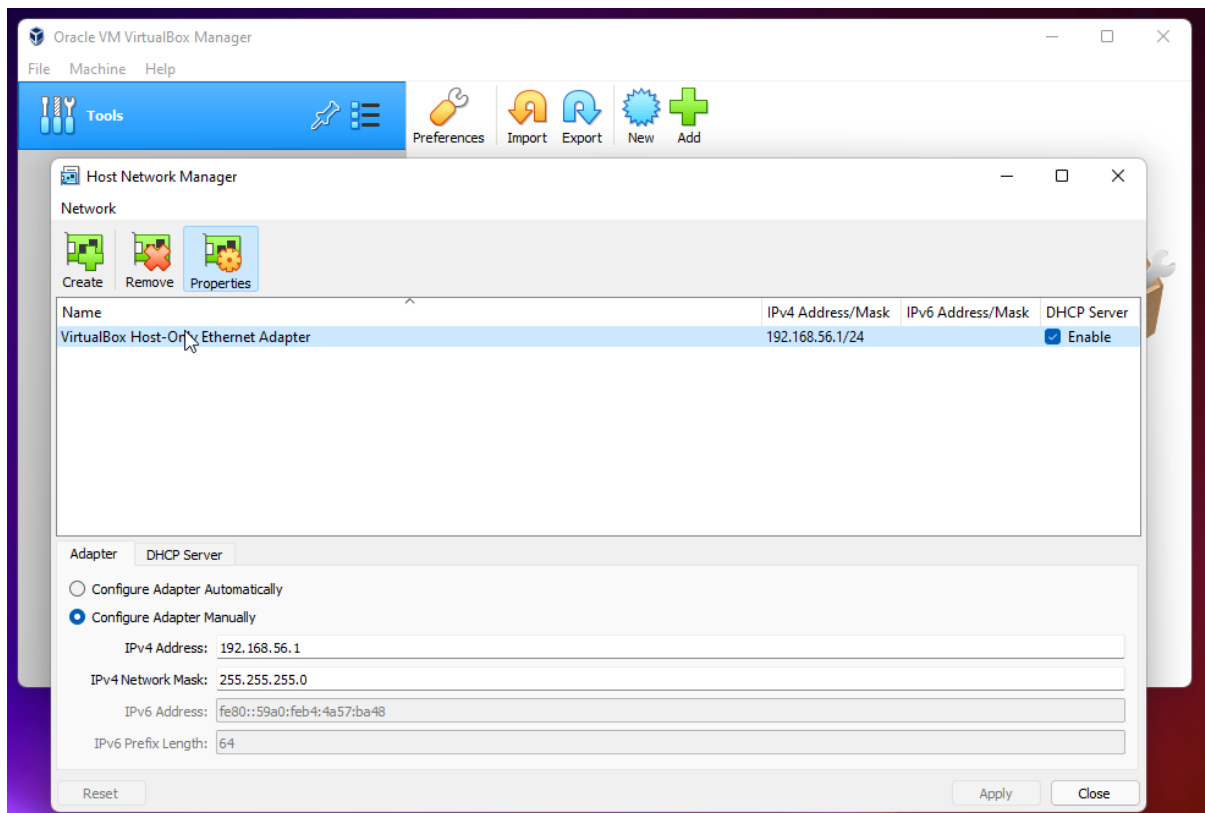 Oracle VM VirtualBox Manager
File Machine Help
Tools
Preferences Import Export New Add
Host Network Manager
Network
Create Remove Properties
Name IPv4 Address/Mask IPv6 Address/Mask DHCP Server
VirtualBox Host-Only Ethernet Adapter 192.168.56.1/24 Enable
Adapter DHCP Server
Configure Adapter Automatically
Configure Adapter Manually
IPv4 Address: 192.168.56.1
IPv4 Network Mask: 255.255.255.0
IPv6 Address: fe80::59a0:feb4:4a57:ba48
IPv6 Prefix Length: 64
Reset Apply Close